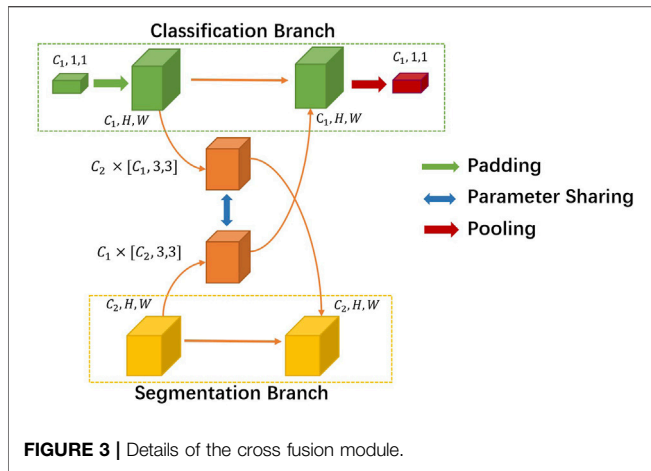 Classification Branch
C₁, 1,1
C₁, 1,1
C₁, H, W
C₁, H, W
C₂ × [C₁, 3,3]
Padding
Parameter Sharing
Pooling
C₁ × [C₂, 3,3]
C₂, H, W
C₂, H, W
Segmentation Branch
FIGURE 3 | Details of the cross fusion module.